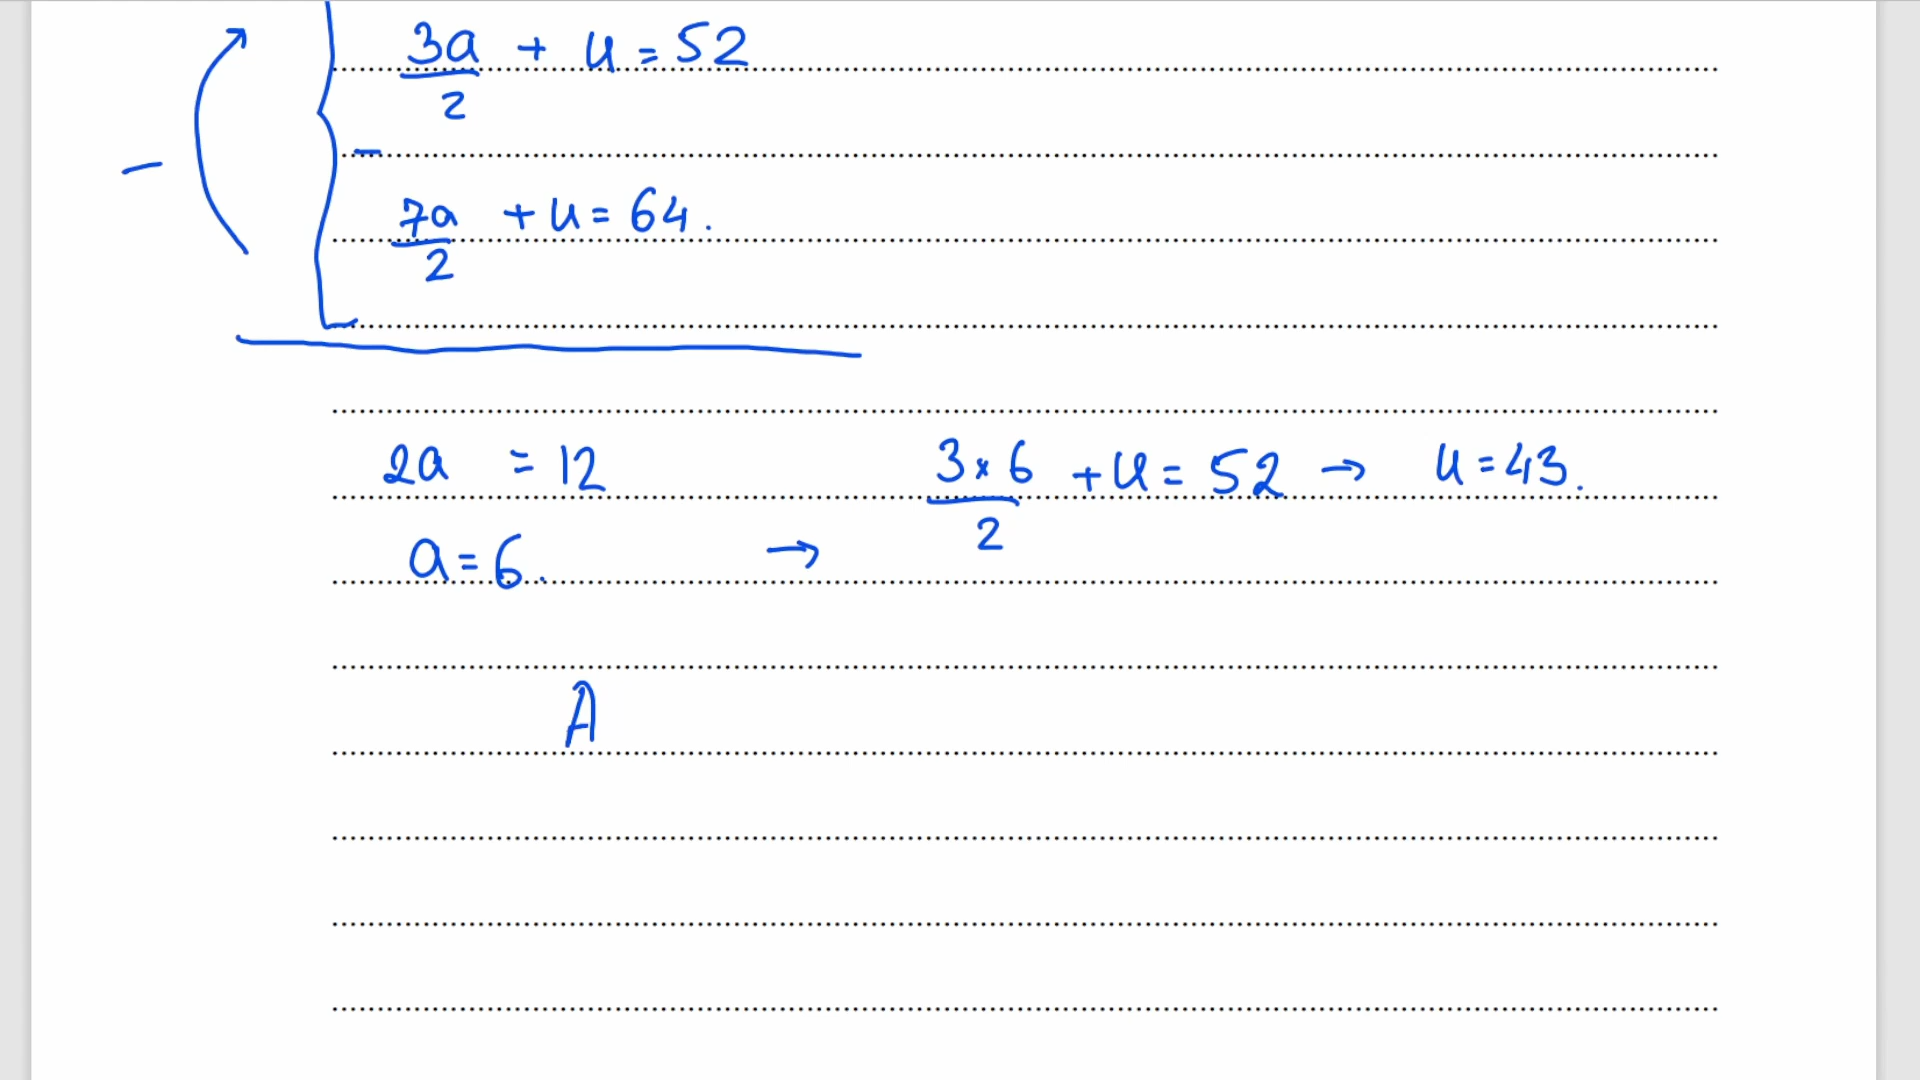 3a/2 + u = 52
-
-
7a/2 + u = 64.
2a = 12
3 × 6/2 + u = 52 → u = 43.
a = 6. →
A